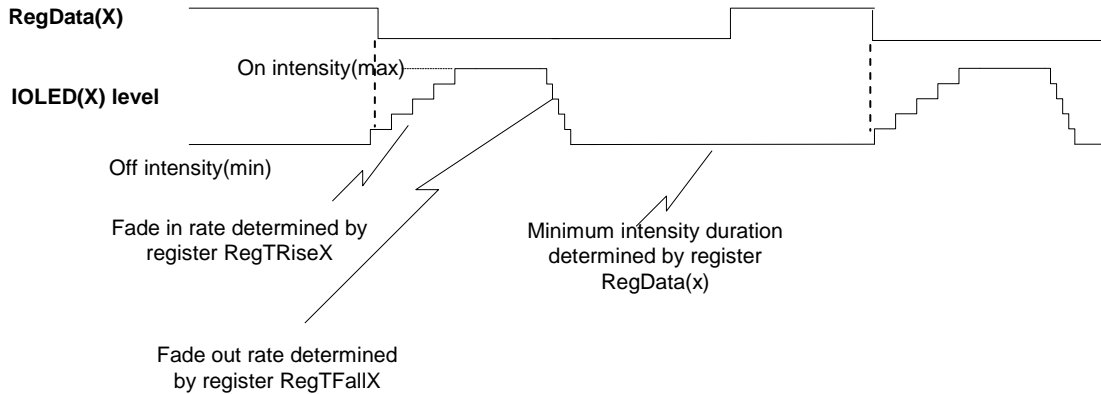 RegData(X)
On intensity(max)
IOLED(X) level
Off intensity(min)
Fade in rate determined by
register RegTRiseX
Minimum intensity duration
determined by register
RegData(x)
Fade out rate determined
by register RegTFallX